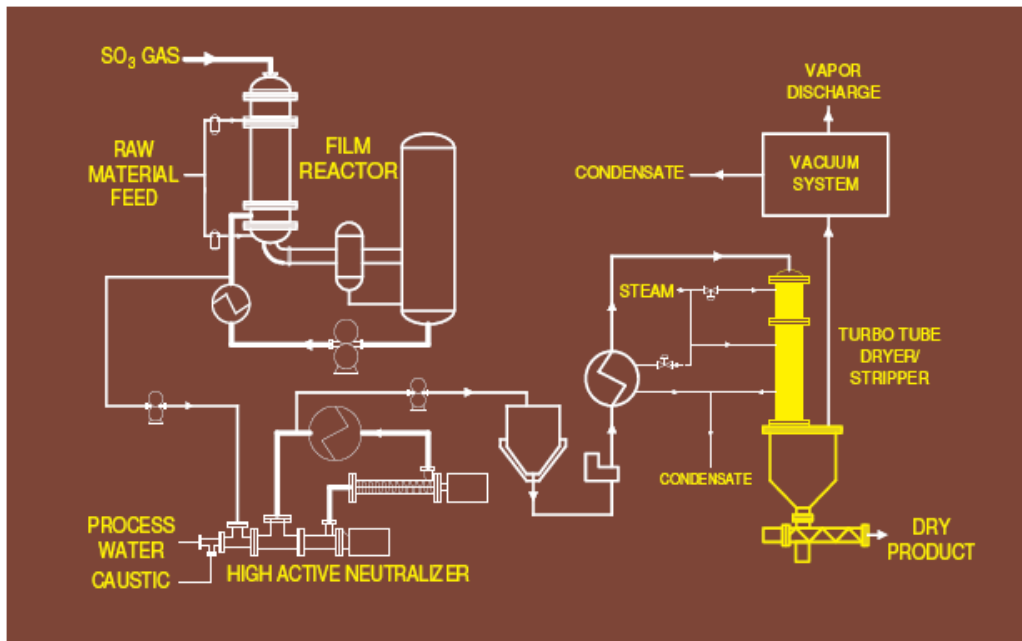 SO₃ GAS
RAW
MATERIAL
FEED
FILM
REACTOR
VAPOR
DISCHARGE
CONDENSATE
VACUUM
SYSTEM
STEAM
TURBO TUBE
DRYER/
STRIPPER
CONDENSATE
PROCESS
WATER
CAUSTIC
HIGH ACTIVE NEUTRALIZER
DRY
PRODUCT